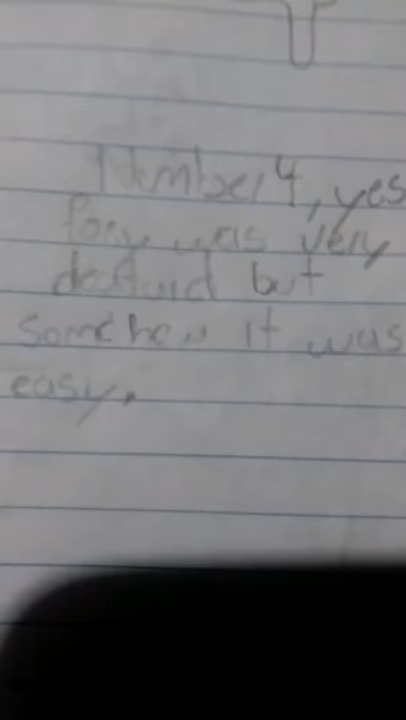 Number 4, yes
was very
but
somehow it was
easy.